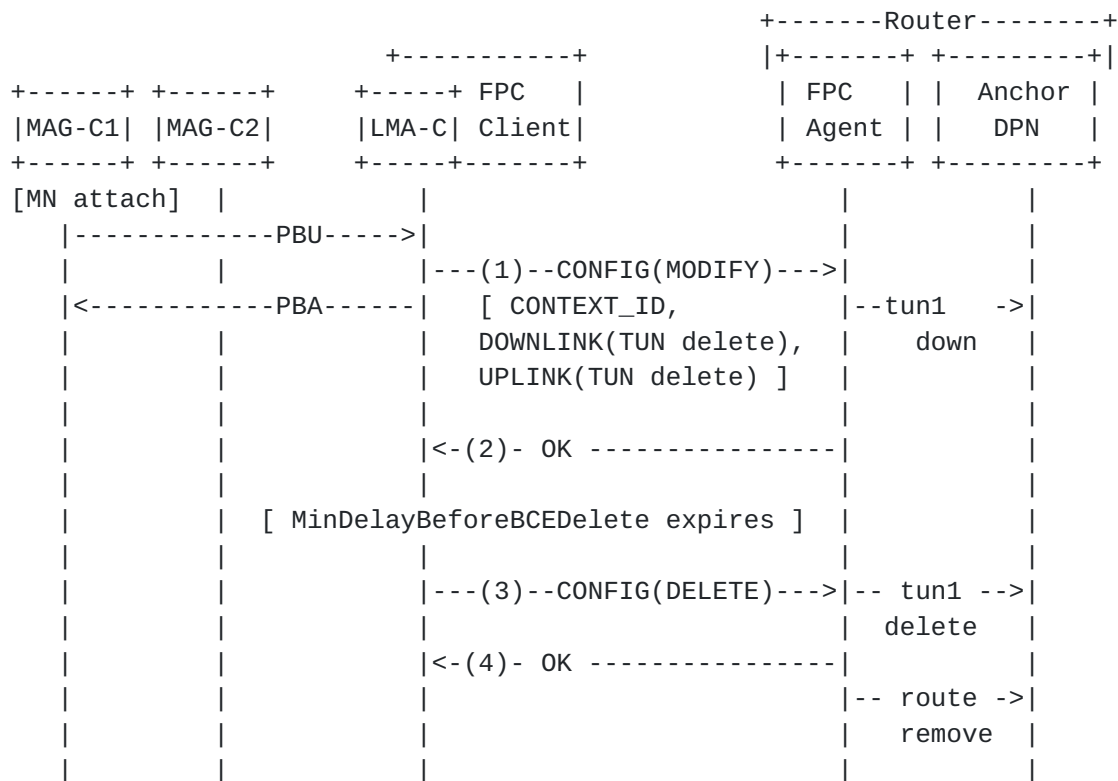 +-------Router--------+
                       +-----------+          |+-------+ +---------+|
+------+ +------+     +-----+ FPC   |           | FPC   | |  Anchor |
|MAG-C1| |MAG-C2|     |LMA-C| Client|           | Agent | |   DPN   |
+------+ +------+     +-----+-------+           +-------+ +---------+
[MN attach]  |           |                         |           |
   |-------------PBU----->|                         |           |
   |         |           |---(1)--CONFIG(MODIFY)--->|           |
   |<------------PBA------|   [ CONTEXT_ID,         |--tun1   ->|
   |         |           |   DOWNLINK(TUN delete),  |    down   |
   |         |           |   UPLINK(TUN delete) ]   |           |
   |         |           |                         |           |
   |         |           |<-(2)- OK ---------------|           |
   |         |           |                         |           |
   |         |  [ MinDelayBeforeBCEDelete expires ]  |           |
   |         |           |                         |           |
   |         |           |---(3)--CONFIG(DELETE)--->|-- tun1 -->|
   |         |           |                         |  delete   |
   |         |           |<-(4)- OK ---------------|           |
   |         |           |                         |-- route ->|
   |         |           |                         |   remove  |
   |         |           |                         |           |